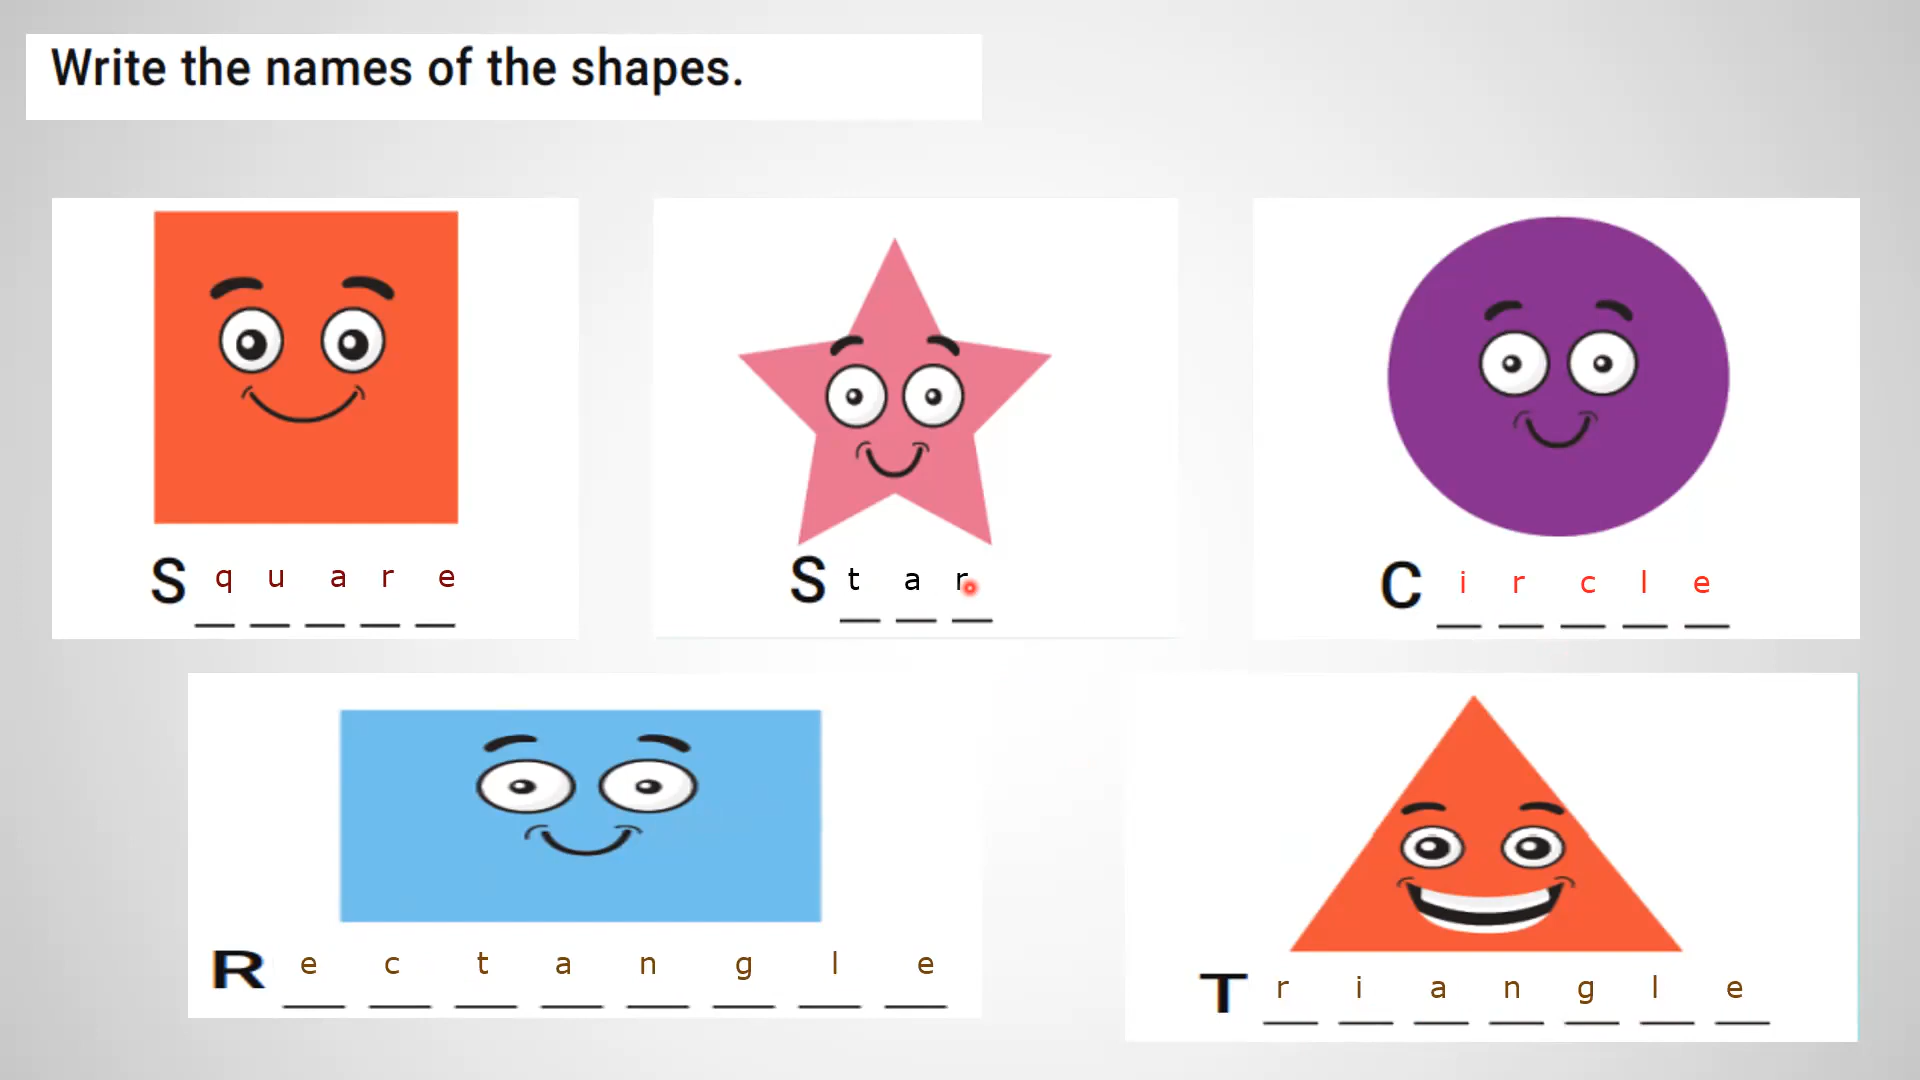 Write the names of the shapes.
S q u a r e
S t a r
C i r c l e
R e c t a n g l e
T r i a n g l e